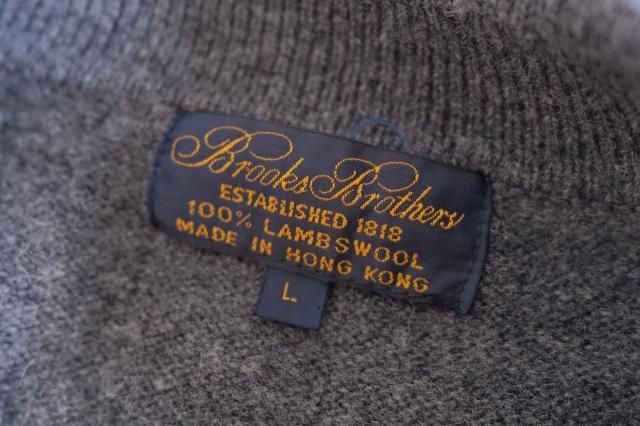 Brooks Brothers
ESTABLISHED 1818
100% LAMBSWOOL
MADE IN HONG KONG
L.